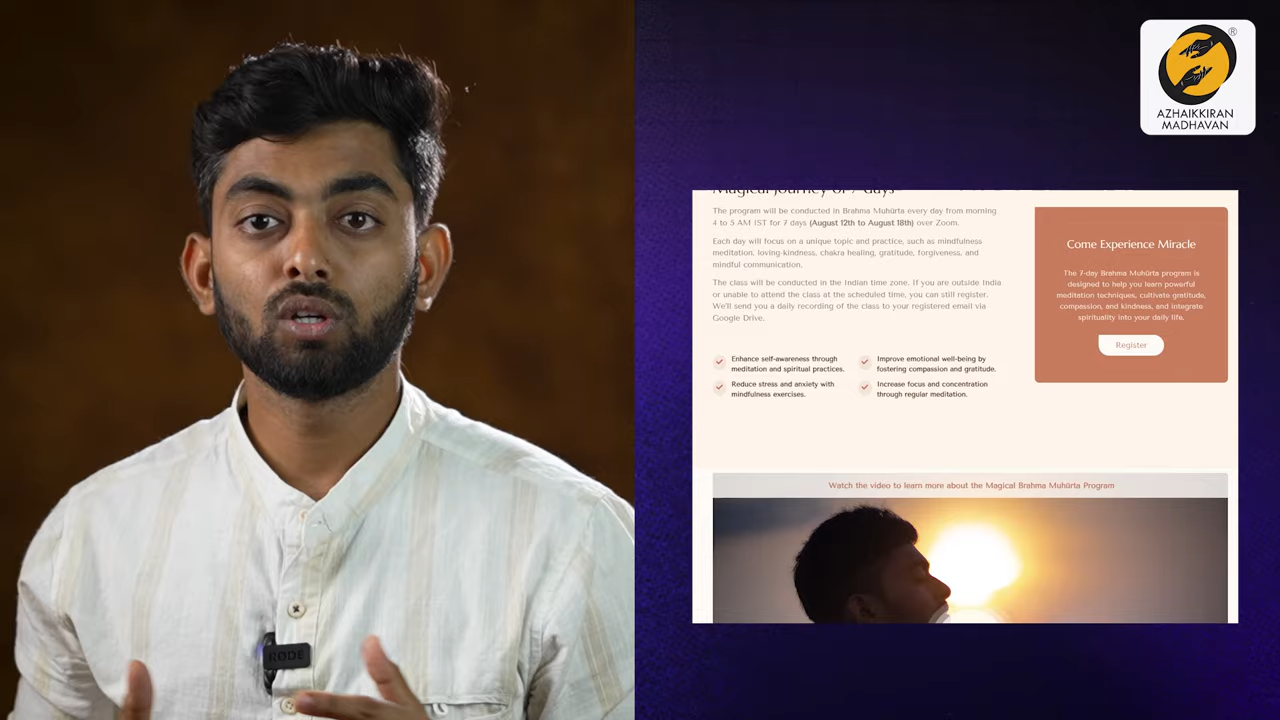 ®
AZHAIKKIRAN
MADHAVAN
Magical Journey of 7 days
The program will be conducted in Brahma Muhūrta every day from morning
4 to 5 AM IST for 7 days (August 12th to August 18th) over Zoom.
Each day will focus on a unique topic and practice, such as mindfulness
meditation, loving-kindness, chakra healing, gratitude, forgiveness, and
mindful communication.
The class will be conducted in the Indian time zone. If you are outside India
or unable to attend the class at the scheduled time, you can still register.
We'll send you a daily recording of the class to your registered email via
Google Drive.
Enhance self-awareness through
meditation and spiritual practices.
Improve emotional well-being by
fostering compassion and gratitude.
Reduce stress and anxiety with
mindfulness exercises.
Increase focus and concentration
through regular meditation.
Come Experience Miracle
The 7-day Brahma Muhūrta program is
designed to help you learn powerful
meditation techniques, cultivate gratitude,
compassion, and kindness, and integrate
spirituality into your daily life.
Register
Watch the video to learn more about the Magical Brahma Muhūrta Program
RØDE